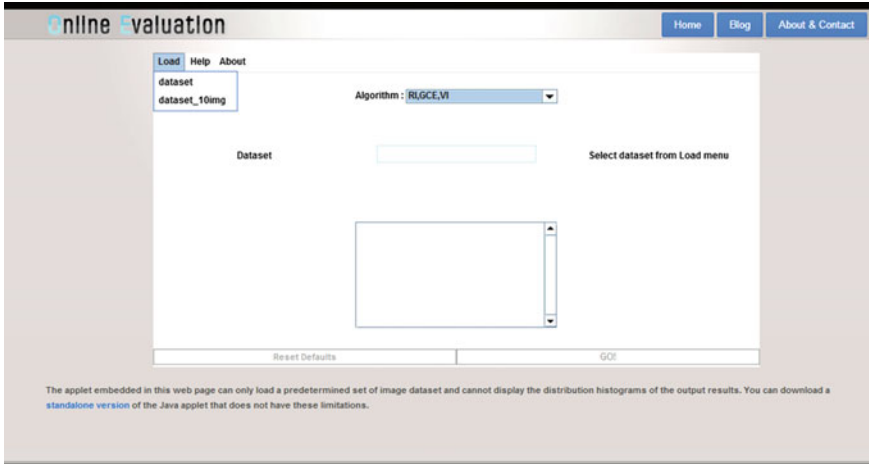 Online Evaluation
Home
Blog
About & Contact
Load Help About
dataset
dataset_10img
Algorithm : RI,GCE,VI
Dataset
Select dataset from Load menu
Reset Defaults
GO!
The applet embedded in this web page can only load a predetermined set of image dataset and cannot display the distribution histograms of the output results. You can download a
standalone version of the Java applet that does not have these limitations.